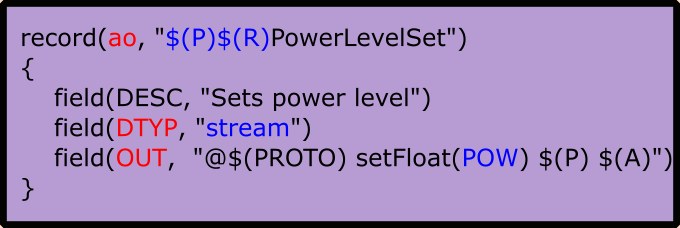 record(ao, "$(P)$(R)PowerLevelSet")
{
field(DESC, "Sets power level")
field(DTYP, "stream")
field(OUT,  "@$(PROTO) setFloat(POW) $(P) $(A)")
}